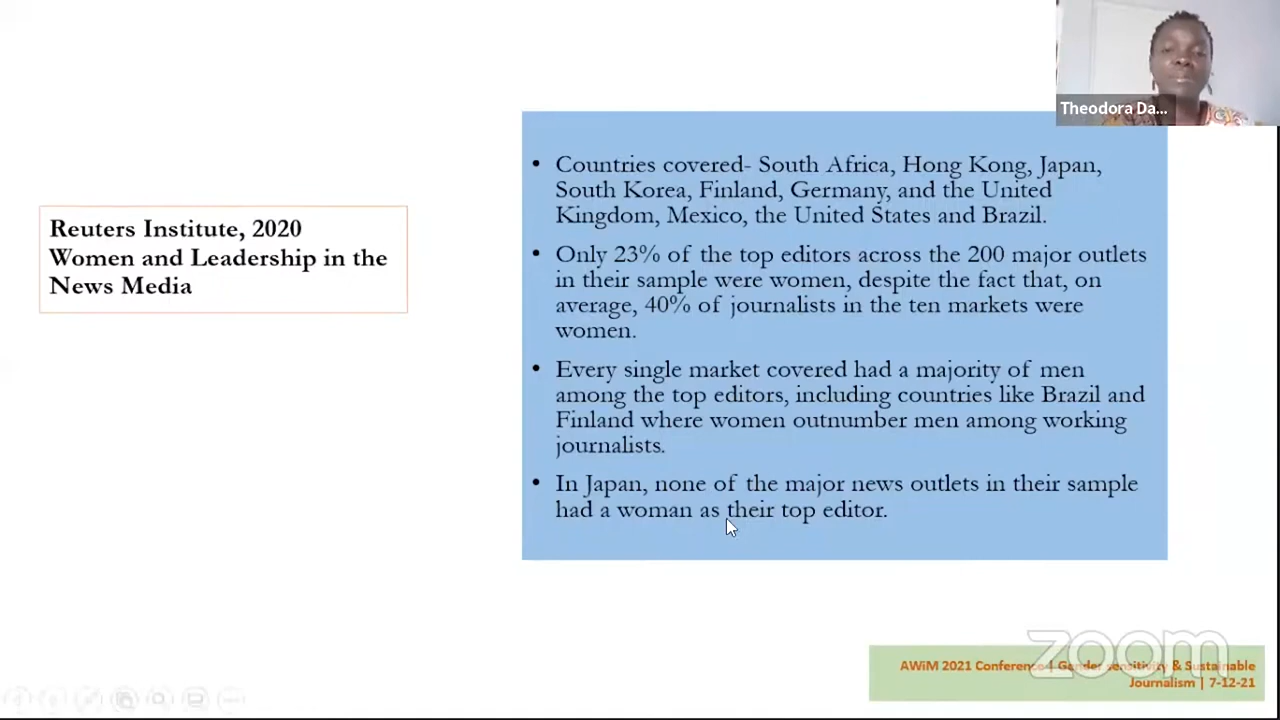 Theodora Da...
Reuters Institute, 2020
Women and Leadership in the
News Media
• Countries covered- South Africa, Hong Kong, Japan,
South Korea, Finland, Germany, and the United
Kingdom, Mexico, the United States and Brazil.
• Only 23% of the top editors across the 200 major outlets
in their sample were women, despite the fact that, on
average, 40% of journalists in the ten markets were
women.
• Every single market covered had a majority of men
among the top editors, including countries like Brazil and
Finland where women outnumber men among working
journalists.
• In Japan, none of the major news outlets in their sample
had a woman as their top editor.
zoom
AWiM 2021 Conference | Gender sensitivity & Sustainable
Journalism | 7-12-21